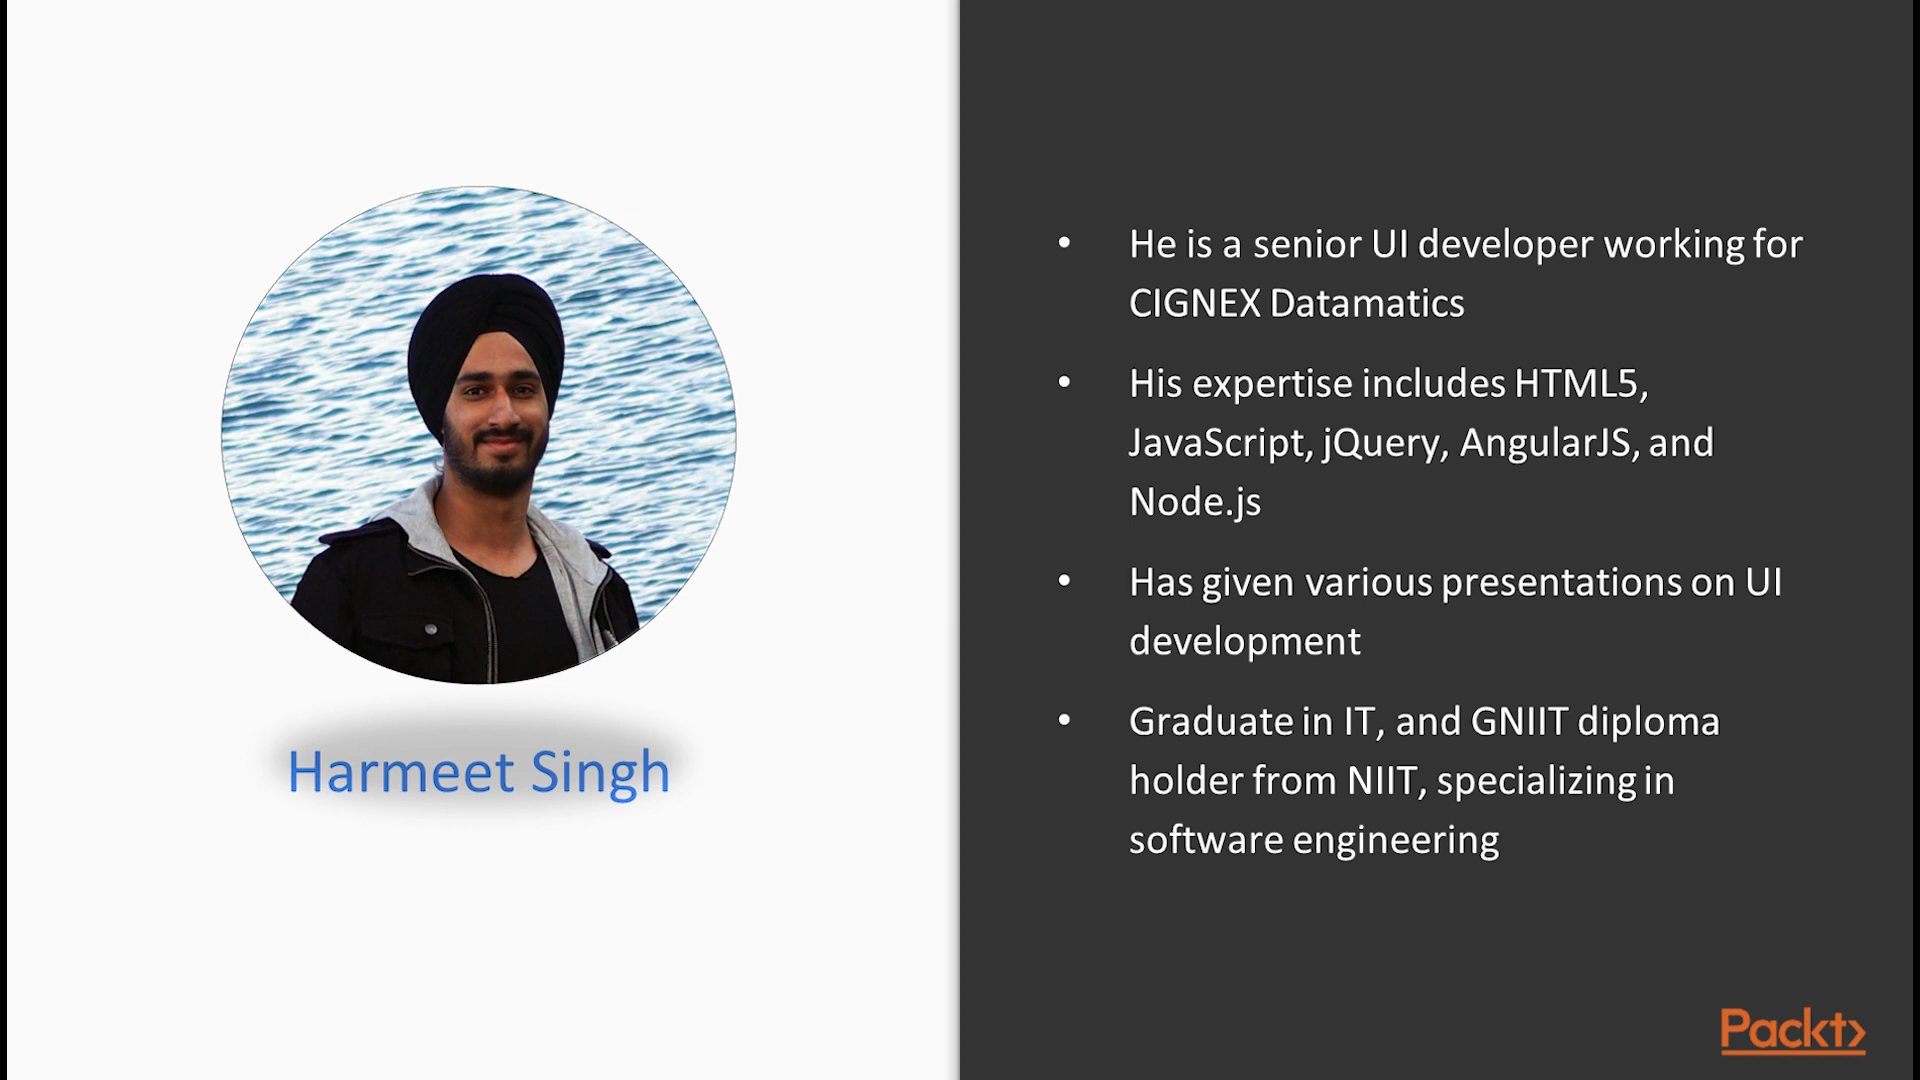 Harmeet Singh
• He is a senior UI developer working for
CIGNEX Datamatics
• His expertise includes HTML5,
JavaScript, jQuery, AngularJS, and
Node.js
• Has given various presentations on UI
development
• Graduate in IT, and GNIIT diploma
holder from NIIT, specializing in
software engineering
Packt>